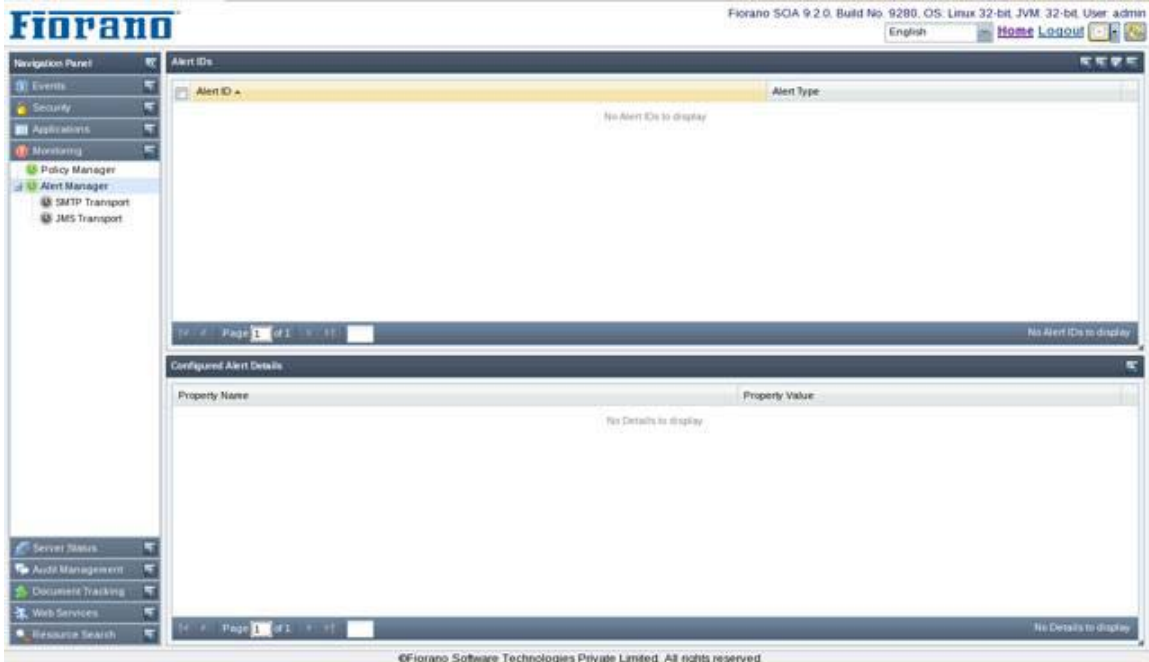 Fiorano
Fiorano SOA 9.2.0, Build No. 9280, OS: Linux 32-bit, JVM: 32-bit, User: admin
English Home Logout
Navigation Panel
Events
Security
Applications
Monitoring
Policy Manager
Alert Manager
SMTP Transport
JMS Transport
Server Status
Audit Management
Document Tracking
Web Services
Resource Search
Alert IDs
Alert ID Alert Type
No Alert IDs to display
Page 1 of 1 No Alert IDs to display
Configured Alert Details
Property Name Property Value
No Details to display
Page 1 of 1 No Details to display
©Fiorano Software Technologies Private Limited. All rights reserved.